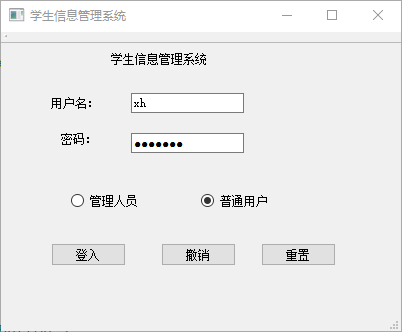 学生信息管理系统
学生信息管理系统
用户名：
xh
密码：
●●●●●●●
管理人员 普通用户
登入 撤销 重置